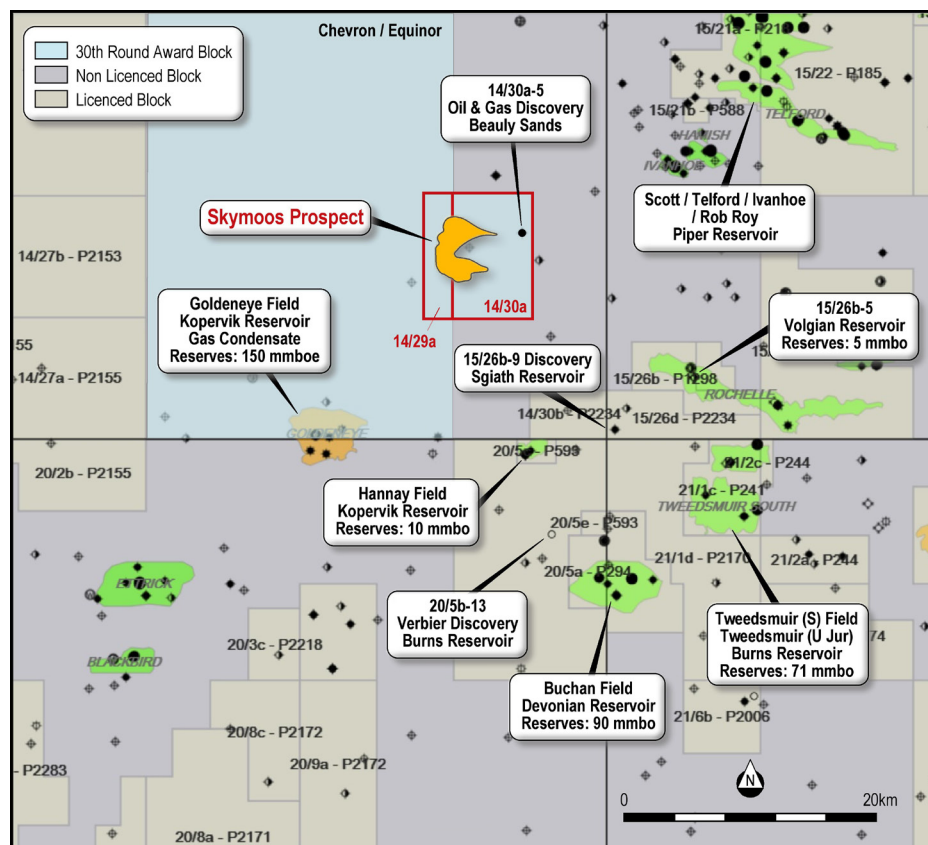 Chevron / Equinor
30th Round Award Block
Non Licenced Block
Licenced Block
14/30a-5
Oil & Gas Discovery
Beauly Sands
15/22 - P185
15/21b - P588
TELFORD
HAMISH
IVANHOE
Scott / Telford / Ivanhoe
/ Rob Roy
Piper Reservoir
Skymoos Prospect
14/27b - P2153
14/30a
14/29a
Goldeneye Field
Kopervik Reservoir
Gas Condensate
Reserves: 150 mmboe
15/26b-5
Volgian Reservoir
Reserves: 5 mmbo
15/26b-9 Discovery
Sgiath Reservoir
55
14/27a - P2155
15/26b - P1298
ROCHELLE
14/30b - P2234
15/26d - P2234
GOLDENEYE
20/2b - P2155
21/2c - P244
21/1c - P241
TWEEDSMUIR SOUTH
Hannay Field
Kopervik Reservoir
Reserves: 10 mmbo
20/5e - P593
20/5a - P294
21/1d - P2170
21/2a - P244
ETTRICK
20/5b-13
Verbier Discovery
Burns Reservoir
Tweedsmuir (S) Field
Tweedsmuir (U Jur)
Burns Reservoir
Reserves: 71 mmbo
74
20/3c - P2218
BLACKBIRD
Buchan Field
Devonian Reservoir
Reserves: 90 mmbo
21/6b - P2006
20/8c - P2172
20/9a - P2172
- P2283
N
0
20km
20/8a - P2171